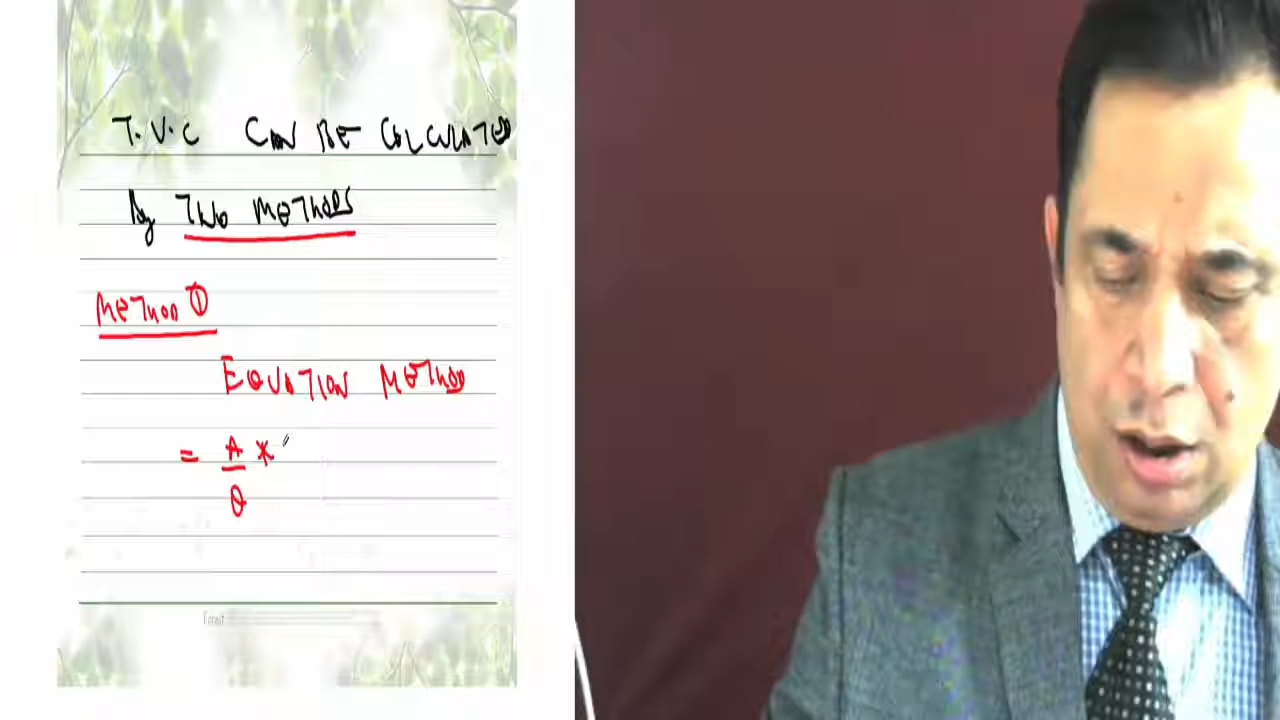 T.V.C CAN BE CALCULATED
By TWO METHODS
METHOD ①
EQUATION METHOD
= A/Q *